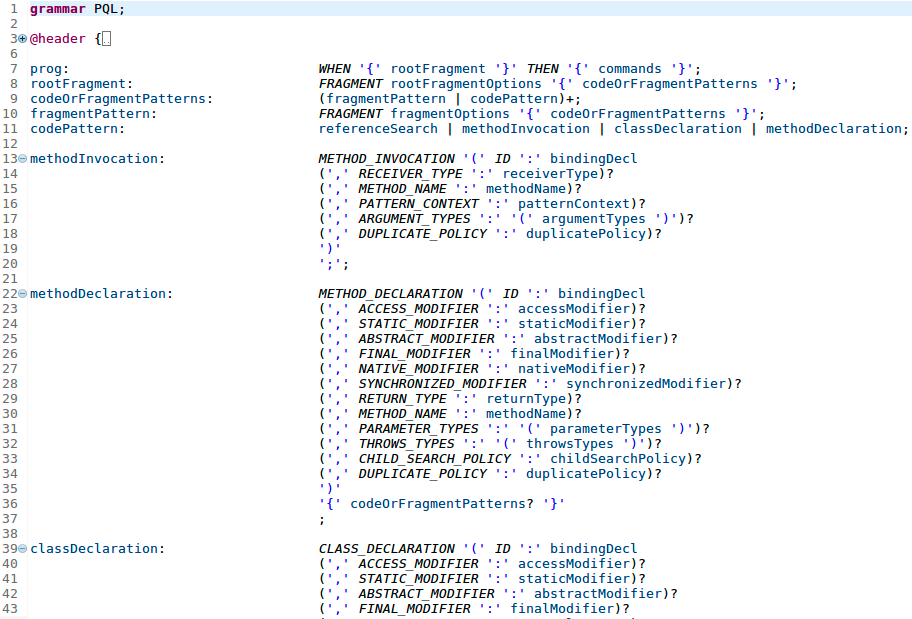 1 grammar PQL;
2
3 @header {..
6
7 prog: WHEN '{' rootFragment '}' THEN '{' commands '}';
8 rootFragment: FRAGMENT rootFragmentOptions '{' codeOrFragmentPatterns '}';
9 codeOrFragmentPatterns: (fragmentPattern | codePattern)+;
10 fragmentPattern: FRAGMENT fragmentOptions '{' codeOrFragmentPatterns '}';
11 codePattern: referenceSearch | methodInvocation | classDeclaration | methodDeclaration;
12
13 methodInvocation: METHOD_INVOCATION '(' ID ':' bindingDecl
14 (',' RECEIVER_TYPE ':' receiverType)?
15 (',' METHOD_NAME ':' methodName)?
16 (',' PATTERN_CONTEXT ':' patternContext)?
17 (',' ARGUMENT_TYPES ':' '(' argumentTypes ')')?
18 (',' DUPLICATE_POLICY ':' duplicatePolicy)?
19 ')'
20 ';';
21
22 methodDeclaration: METHOD_DECLARATION '(' ID ':' bindingDecl
23 (',' ACCESS_MODIFIER ':' accessModifier)?
24 (',' STATIC_MODIFIER ':' staticModifier)?
25 (',' ABSTRACT_MODIFIER ':' abstractModifier)?
26 (',' FINAL_MODIFIER ':' finalModifier)?
27 (',' NATIVE_MODIFIER ':' nativeModifier)?
28 (',' SYNCHRONIZED_MODIFIER ':' synchronizedModifier)?
29 (',' RETURN_TYPE ':' returnType)?
30 (',' METHOD_NAME ':' methodName)?
31 (',' PARAMETER_TYPES ':' '(' parameterTypes ')')?
32 (',' THROWS_TYPES ':' '(' throwsTypes ')')?
33 (',' CHILD_SEARCH_POLICY ':' childSearchPolicy)?
34 (',' DUPLICATE_POLICY ':' duplicatePolicy)?
35 ')'
36 '{' codeOrFragmentPatterns? '}'
37 ;
38
39 classDeclaration: CLASS_DECLARATION '(' ID ':' bindingDecl
40 (',' ACCESS_MODIFIER ':' accessModifier)?
41 (',' STATIC_MODIFIER ':' staticModifier)?
42 (',' ABSTRACT_MODIFIER ':' abstractModifier)?
43 (',' FINAL_MODIFIER ':' finalModifier)?